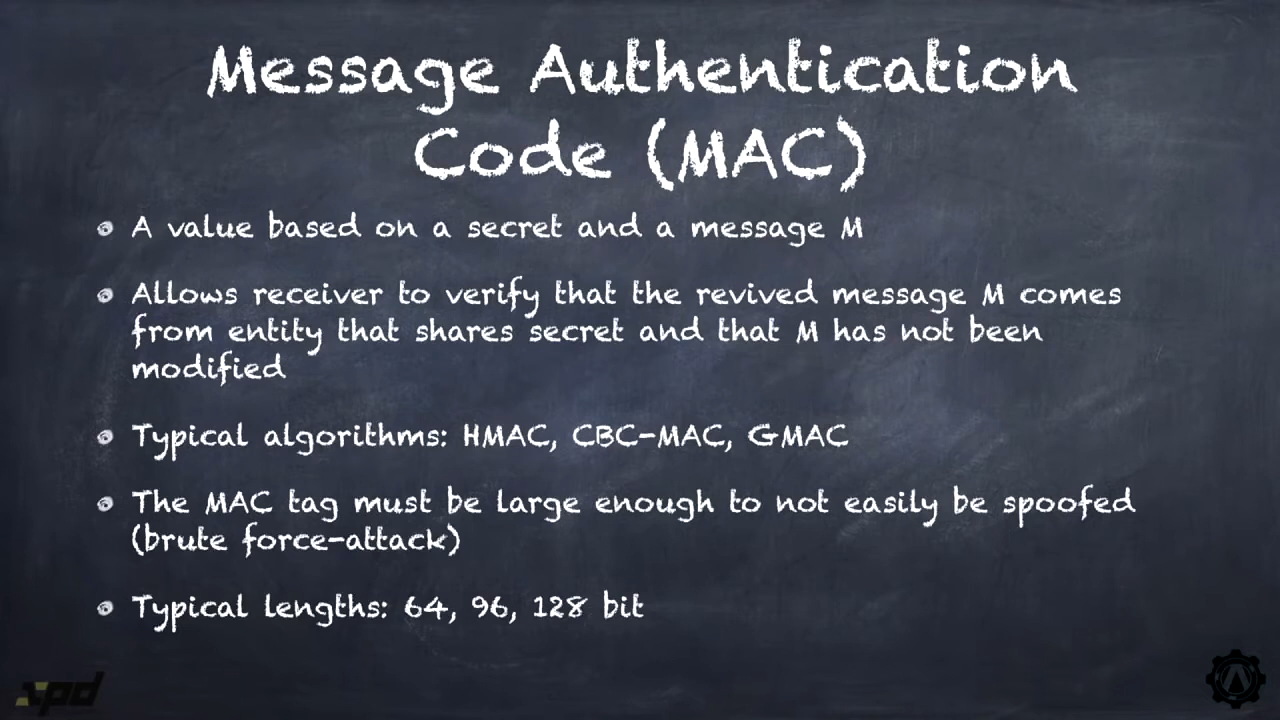 Message Authentication
Code (MAC)
A value based on a secret and a message M
Allows receiver to verify that the revived message M comes
from entity that shares secret and that M has not been
modified
Typical algorithms: HMAC, CBC-MAC, GMAC
The MAC tag must be large enough to not easily be spoofed
(brute force-attack)
Typical lengths: 64, 96, 128 bit
xpd